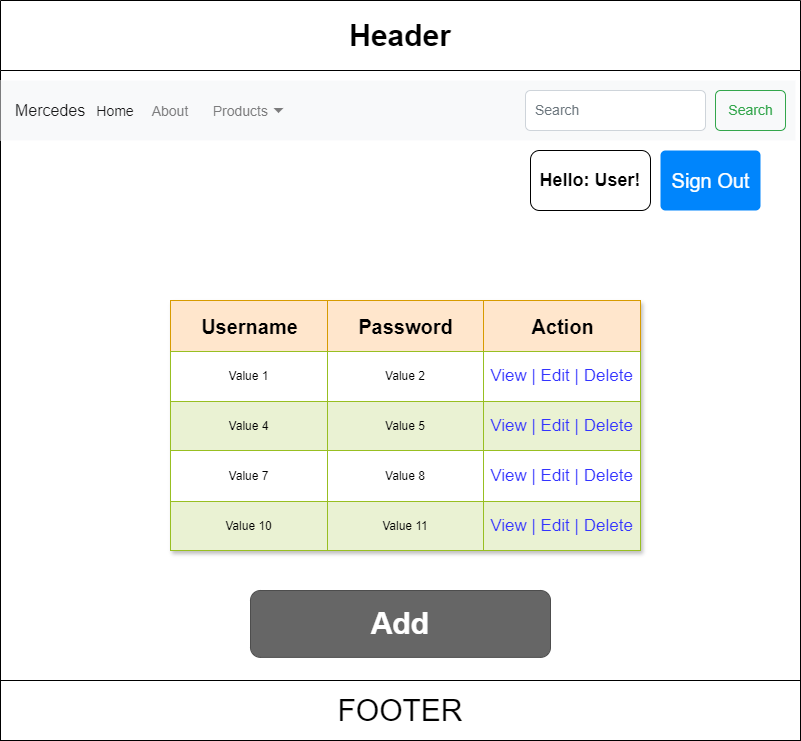 Header
Mercedes Home About Products Search Search
Hello: User! Sign Out
Username Password Action
Value 1 Value 2 View | Edit | Delete
Value 4 Value 5 View | Edit | Delete
Value 7 Value 8 View | Edit | Delete
Value 10 Value 11 View | Edit | Delete
Add
FOOTER